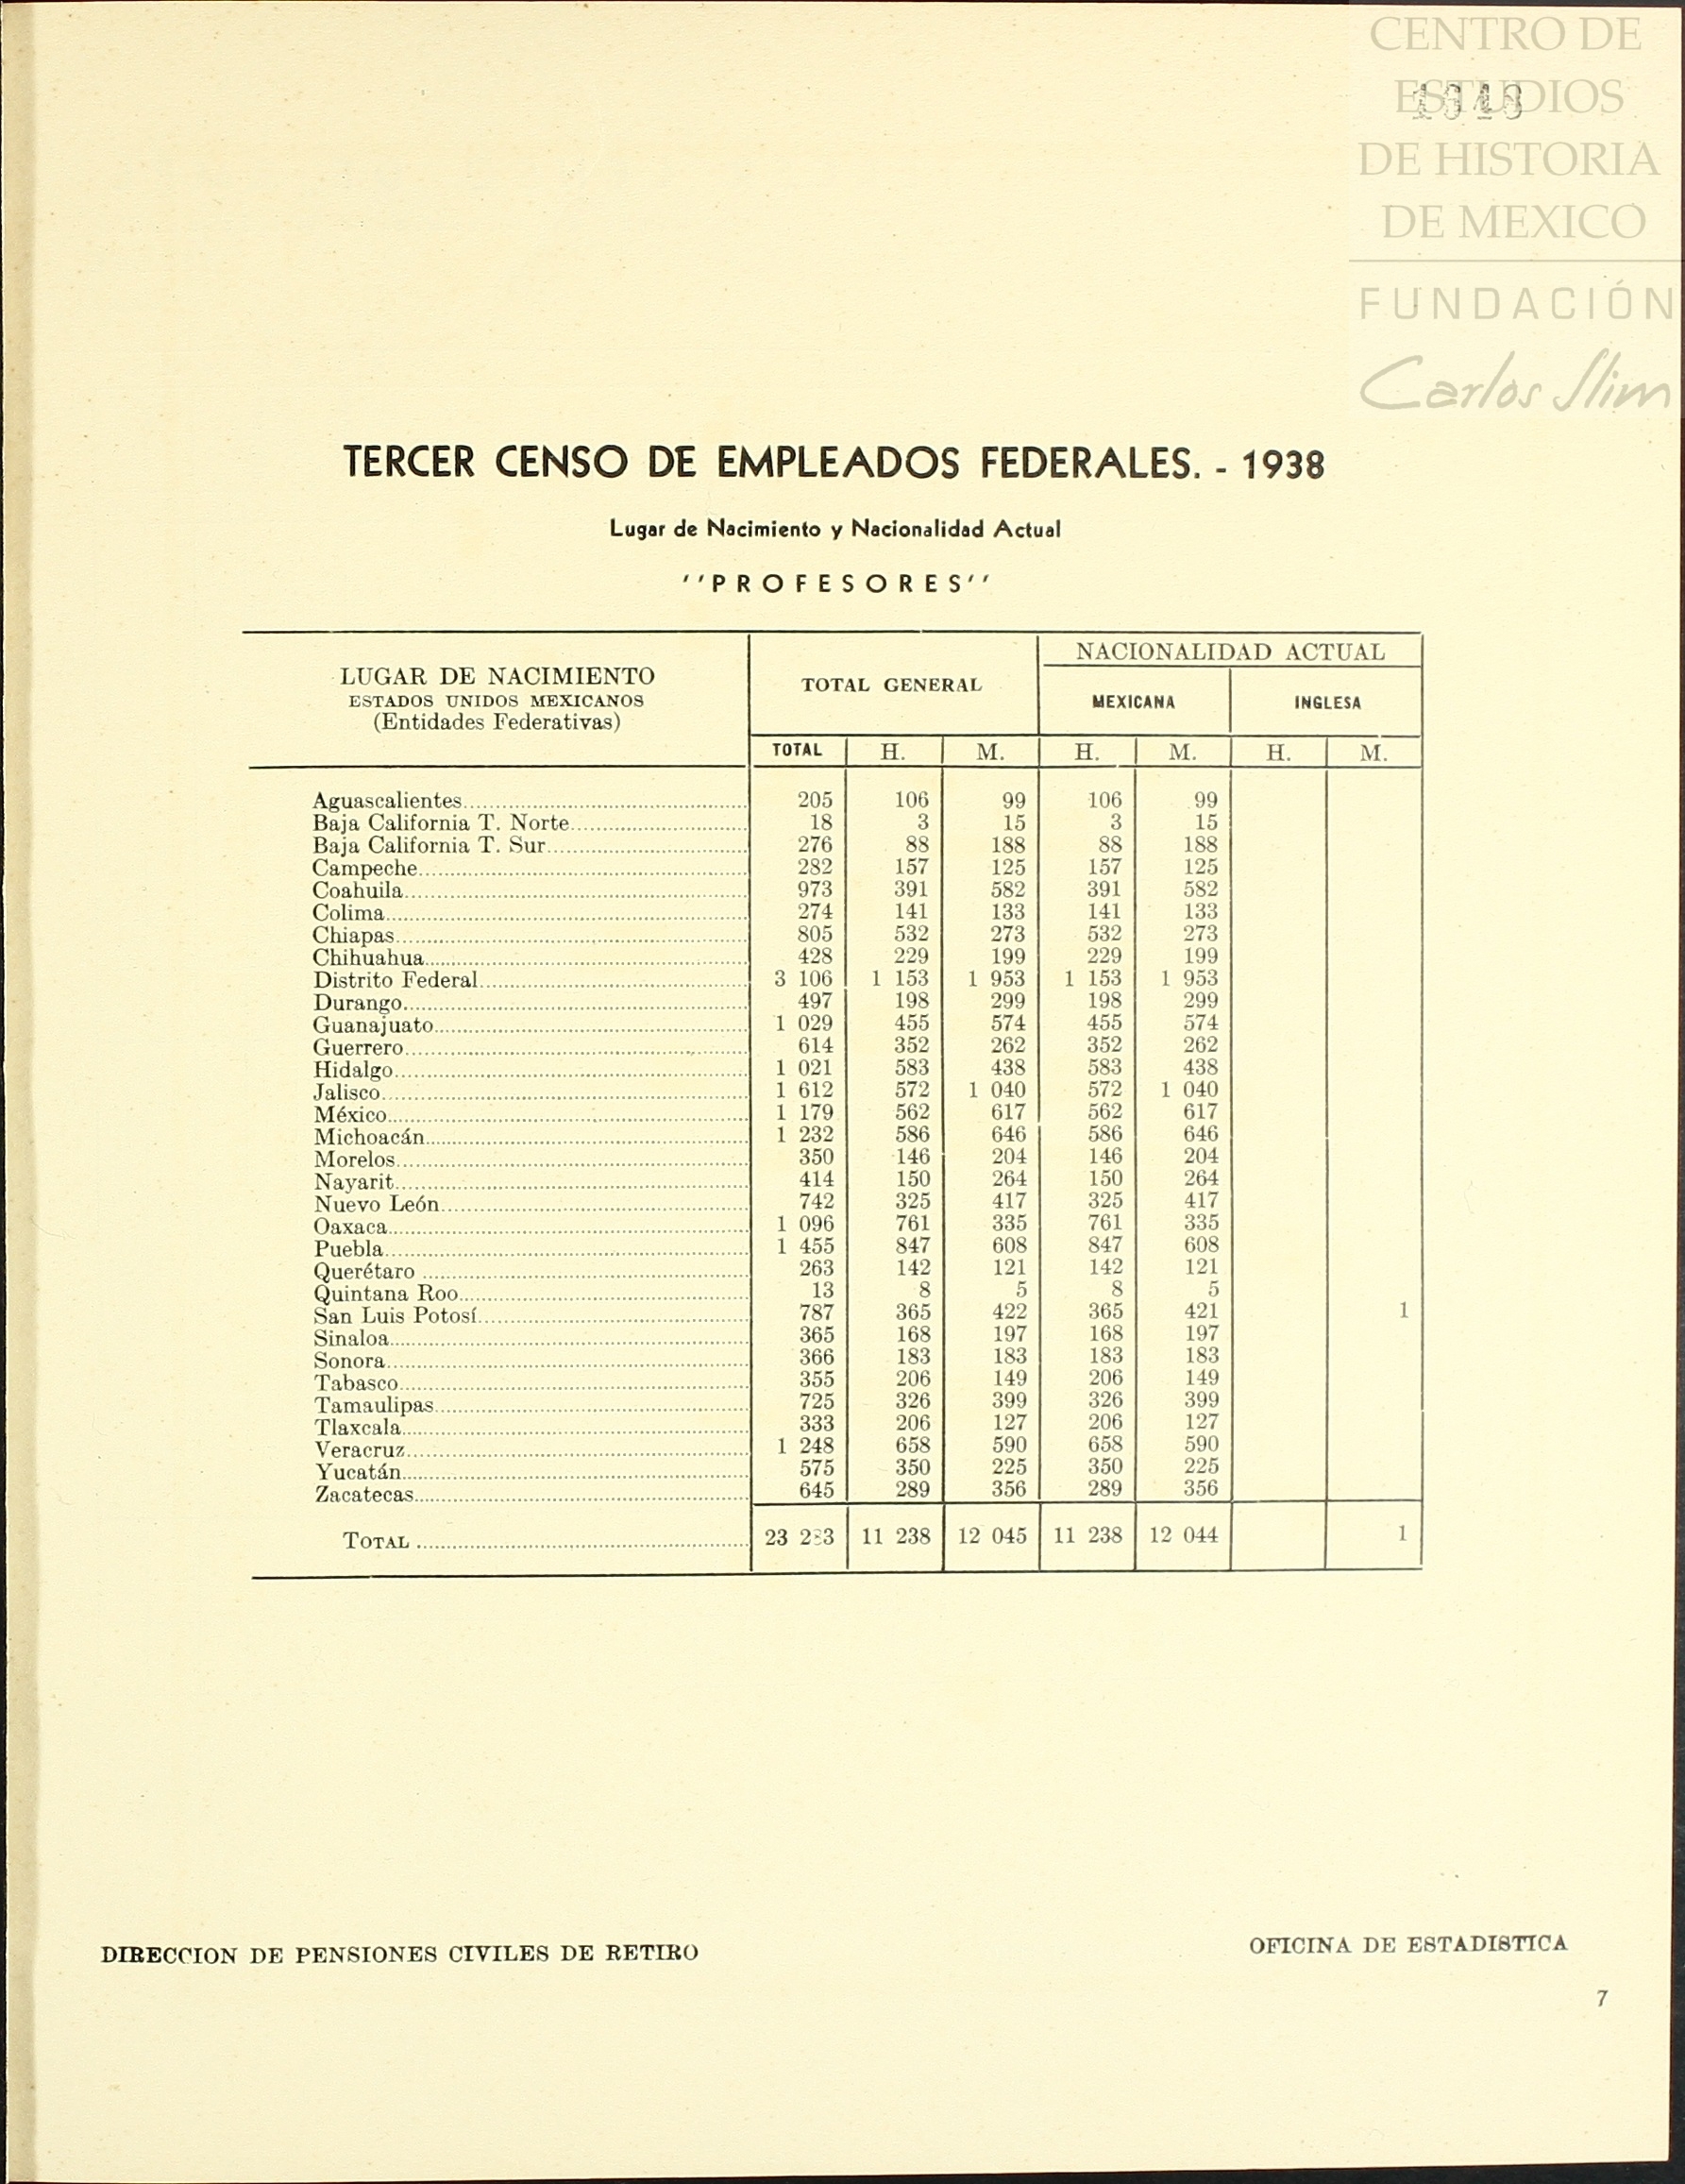 CENTRO DE
ESTUDIOS
DE HISTORIA
DE MEXICO
FUNDACIÓN
Carlos Slim
TERCER CENSO DE EMPLEADOS FEDERALES. - 1938
Lugar de Nacimiento y Nacionalidad Actual
''PROFESORES''
LUGAR DE NACIMIENTO
ESTADOS UNIDOS MEXICANOS
(Entidades Federativas)
TOTAL GENERAL
NACIONALIDAD ACTUAL
MEXICANA INGLESA
TOTAL H. M. H. M. H. M.
Aguascalientes 205 106 99 106 99
Baja California T. Norte 18 3 15 3 15
Baja California T. Sur 276 88 188 88 188
Campeche 282 157 125 157 125
Coahuila 973 391 582 391 582
Colima 274 141 133 141 133
Chiapas 805 532 273 532 273
Chihuahua 428 229 199 229 199
Distrito Federal 3 106 1 153 1 953 1 153 1 953
Durango 497 198 299 198 299
Guanajuato 1 029 455 574 455 574
Guerrero 614 352 262 352 262
Hidalgo 1 021 583 438 583 438
Jalisco 1 612 572 1 040 572 1 040
México 1 179 562 617 562 617
Michoacán 1 232 586 646 586 646
Morelos 350 146 204 146 204
Nayarit 414 150 264 150 264
Nuevo León 742 325 417 325 417
Oaxaca 1 096 761 335 761 335
Puebla 1 455 847 608 847 608
Querétaro 263 142 121 142 121
Quintana Roo 13 8 5 8 5
San Luis Potosí 787 365 422 365 421 1
Sinaloa 365 168 197 168 197
Sonora 366 183 183 183 183
Tabasco 355 206 149 206 149
Tamaulipas 725 326 399 326 399
Tlaxcala 333 206 127 206 127
Veracruz 1 248 658 590 658 590
Yucatán 575 350 225 350 225
Zacatecas 645 289 356 289 356
TOTAL 23 283 11 238 12 045 11 238 12 044 1
DIRECCION DE PENSIONES CIVILES DE RETIRO
OFICINA DE ESTADISTICA
7